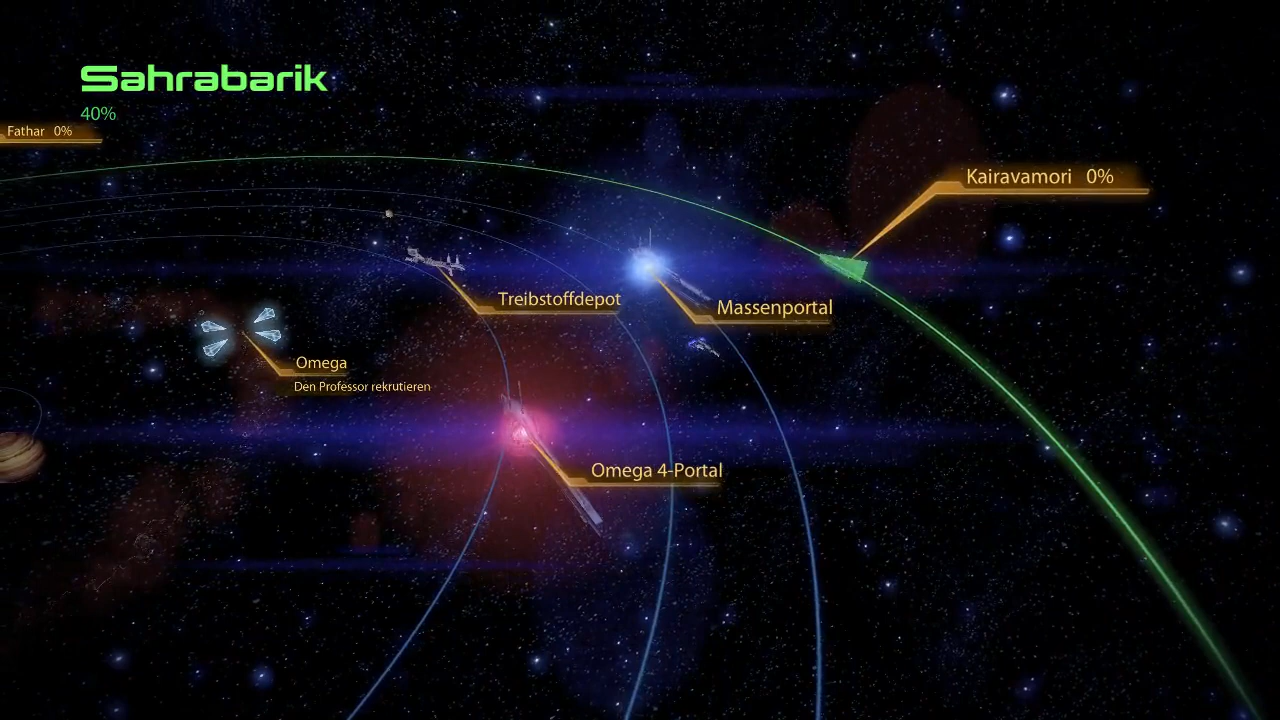 Sahrabarik
40%
Fathar 0%
Kairavamori 0%
Treibstoffdepot
Massenportal
Omega
Den Professor rekrutieren
Omega 4-Portal